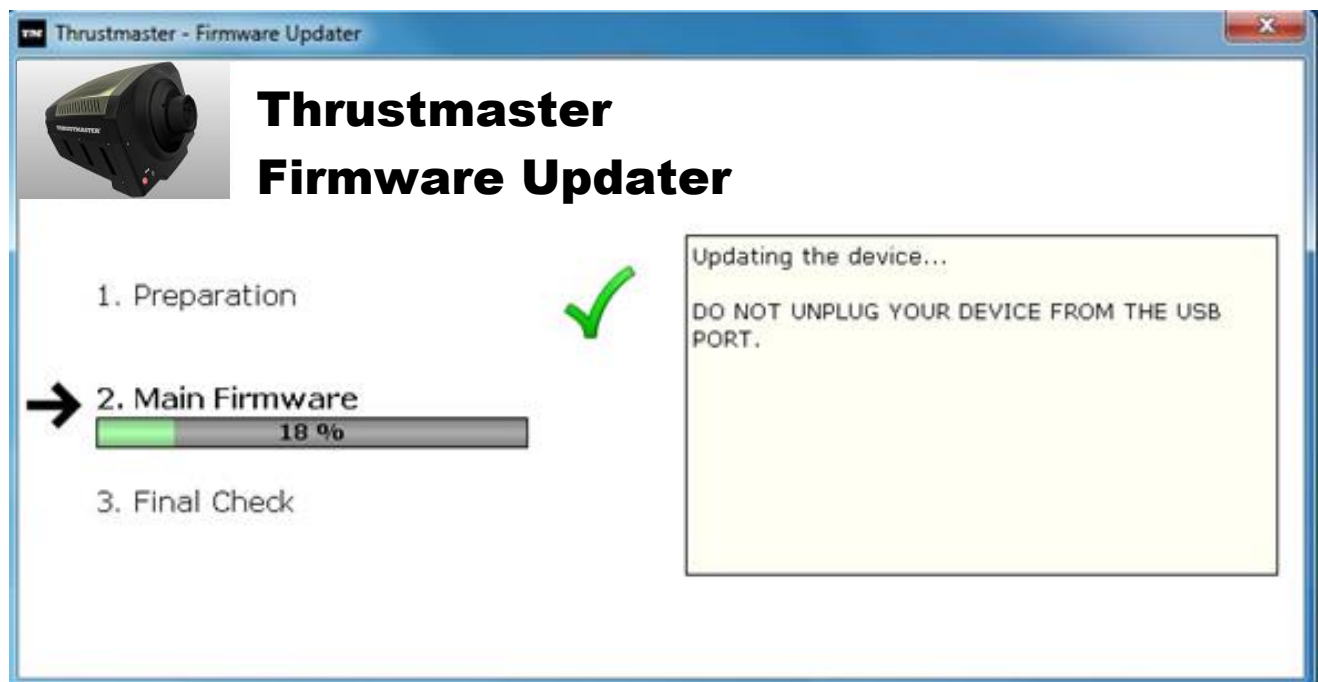 Thrustmaster - Firmware Updater
THRUSTMASTER
Thrustmaster
Firmware Updater
1. Preparation
2. Main Firmware
18 %
3. Final Check
Updating the device...
DO NOT UNPLUG YOUR DEVICE FROM THE USB
PORT.